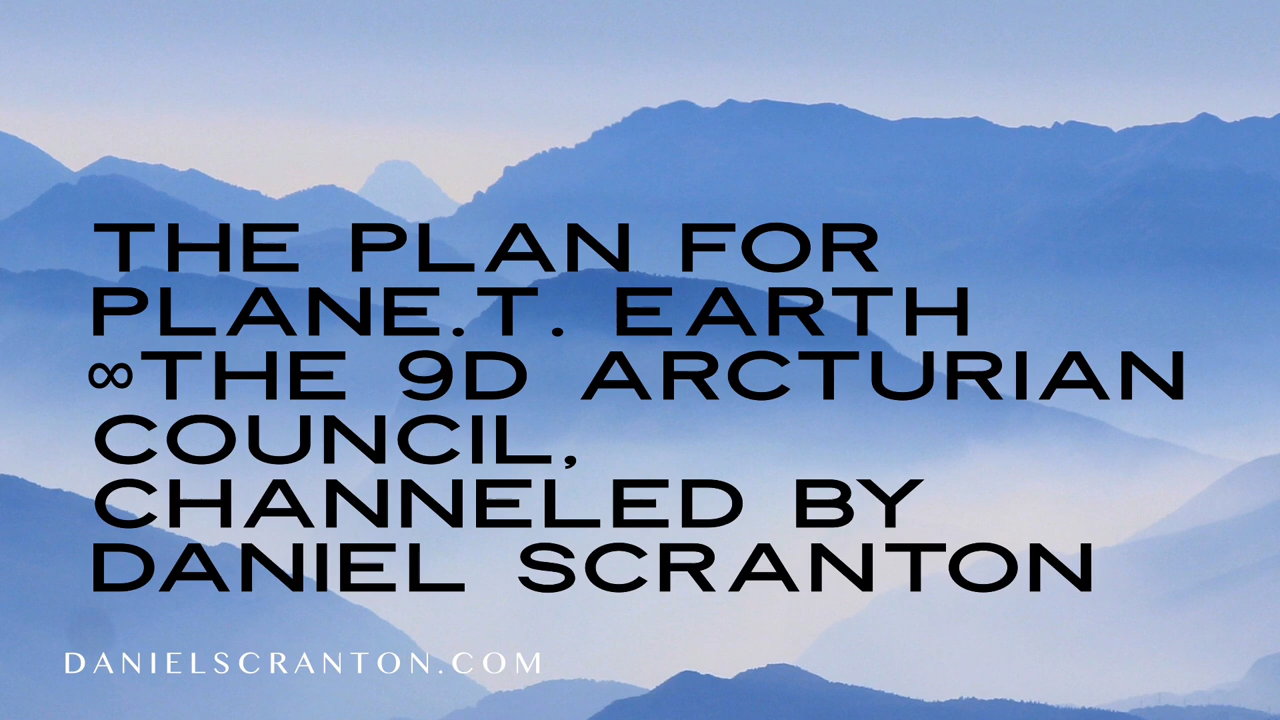 THE PLAN FOR
PLANE.T. EARTH
∞THE 9D ARCTURIAN
COUNCIL,
CHANNELED BY
DANIEL SCRANTON
DANIELSCRANTON.COM